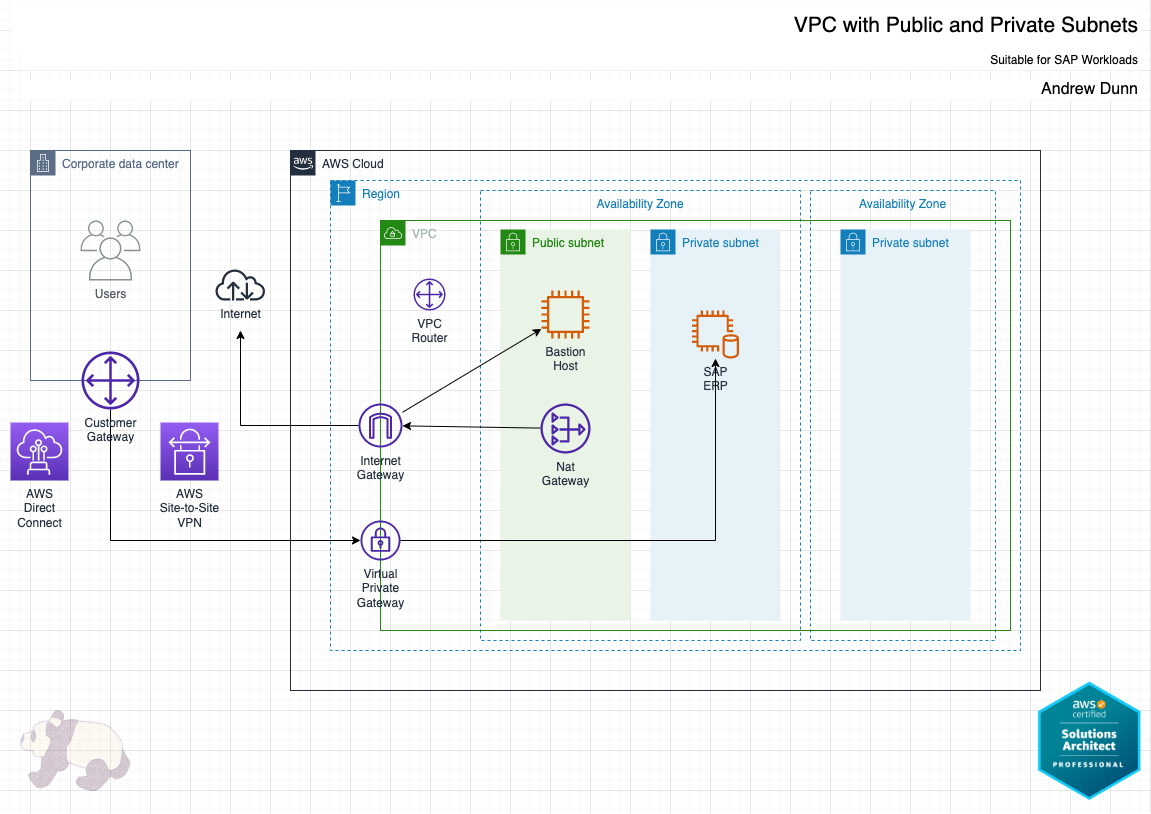 VPC with Public and Private Subnets
Suitable for SAP Workloads
Andrew Dunn
Corporate data center
aws
AWS Cloud
Region
Availability Zone
Availability Zone
VPC
Public subnet
Private subnet
Private subnet
Users
Internet
VPC
Router
Bastion
Host
SAP
ERP
Customer
Gateway
Internet
Gateway
Nat
Gateway
AWS
Direct
Connect
AWS
Site-to-Site
VPN
Virtual
Private
Gateway
aws
certified
Solutions
Architect
PROFESSIONAL